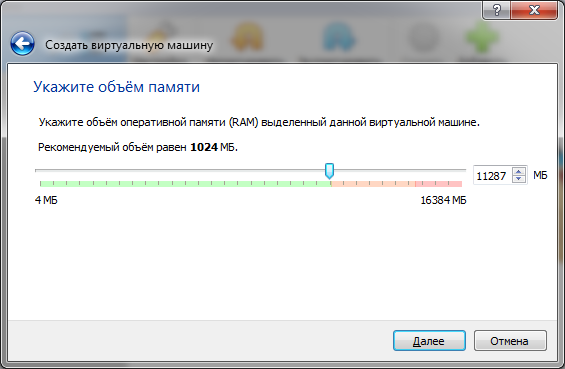 Создать виртуальную машину
Укажите объём памяти
Укажите объём оперативной памяти (RAM) выделенный данной виртуальной машине.
Рекомендуемый объём равен 1024 МБ.
11287 МБ
4 МБ 16384 МБ
Далее Отмена